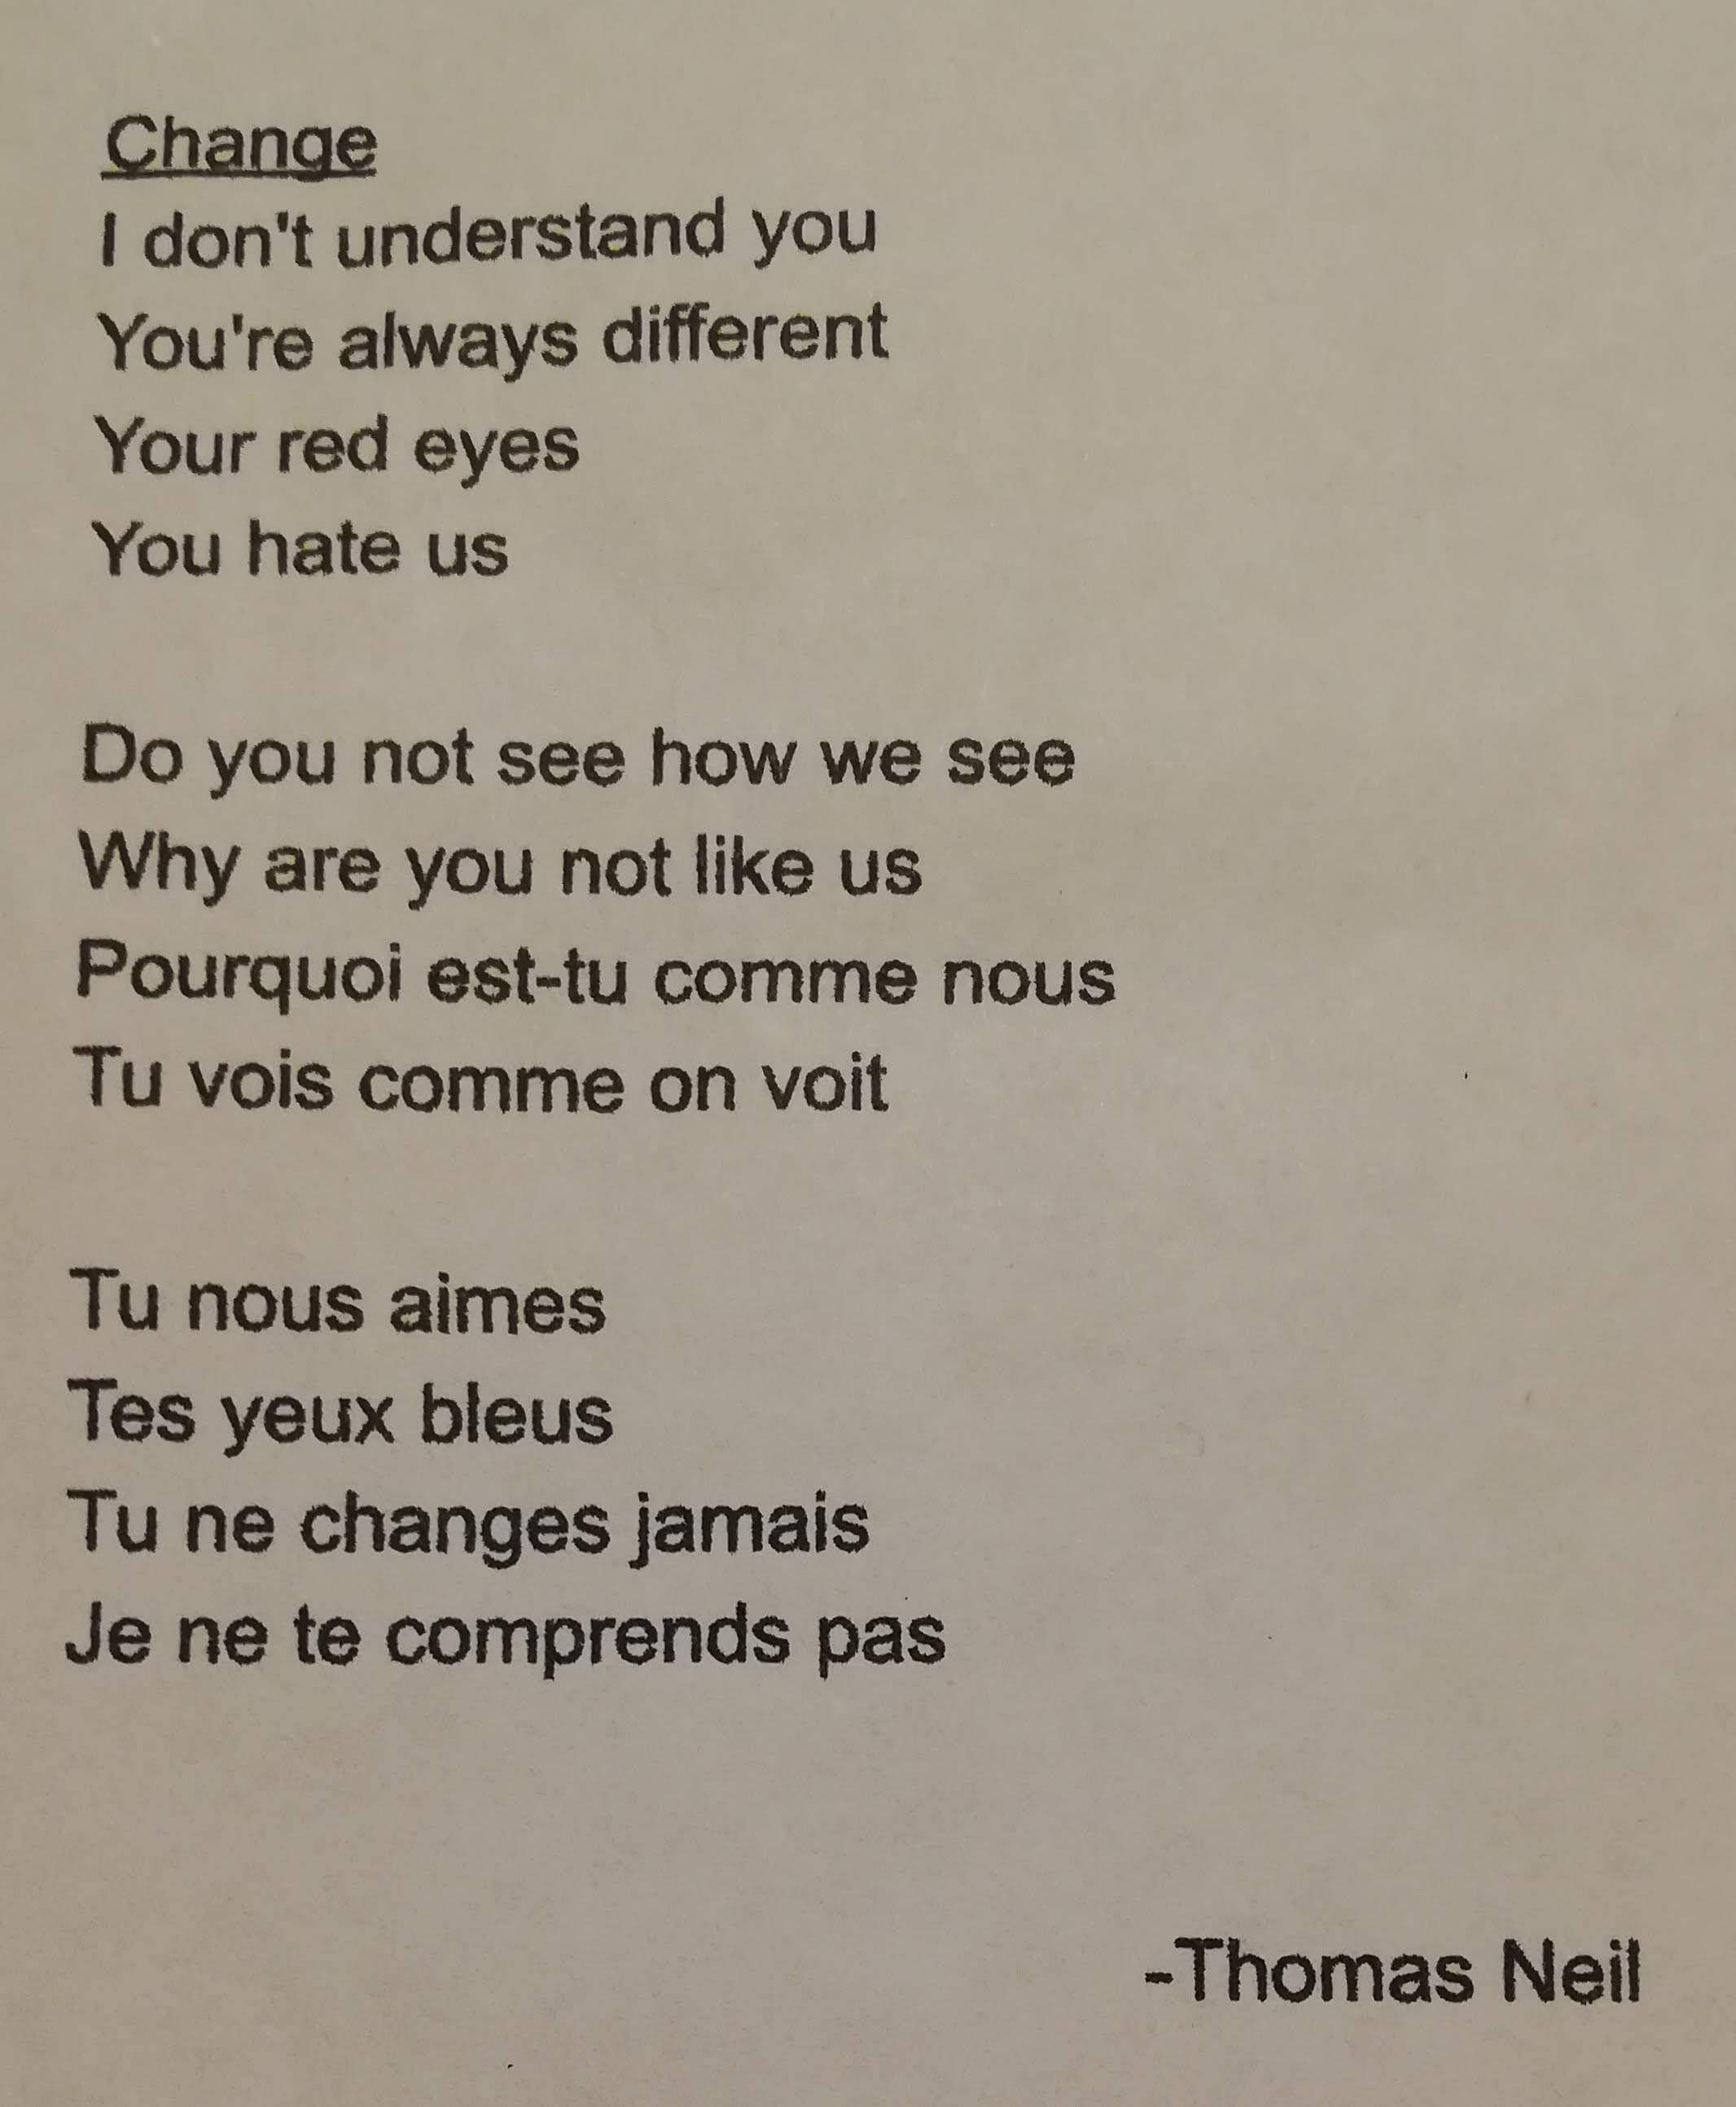 Change
I don't understand you
You're always different
Your red eyes
You hate us
Do you not see how we see
Why are you not like us
Pourquoi est-tu comme nous
Tu vois comme on voit
Tu nous aimes
Tes yeux bleus
Tu ne changes jamais
Je ne te comprends pas
-Thomas Neil